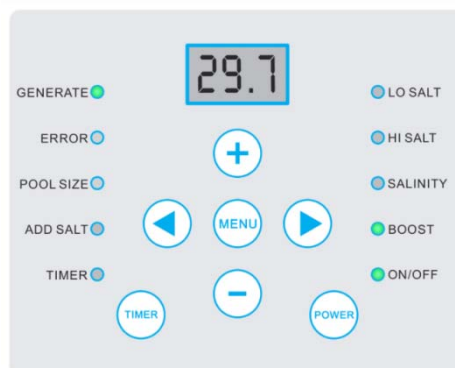 29.7
GENERATE
LO SALT
ERROR
HI SALT
+
POOL SIZE
SALINITY
ADD SALT
MENU
BOOST
TIMER
ON/OFF
−
TIMER
POWER